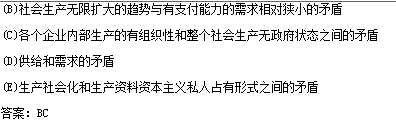 (B)社会生产无限扩大的趋势与有支付能力的需求相对狭小的矛盾
(C)各个企业内部生产的有组织性和整个社会生产无政府状态之间的矛盾
(D)供给和需求的矛盾
(E)生产社会化和生产资料资本主义私人占有形式之间的矛盾
答案：BC